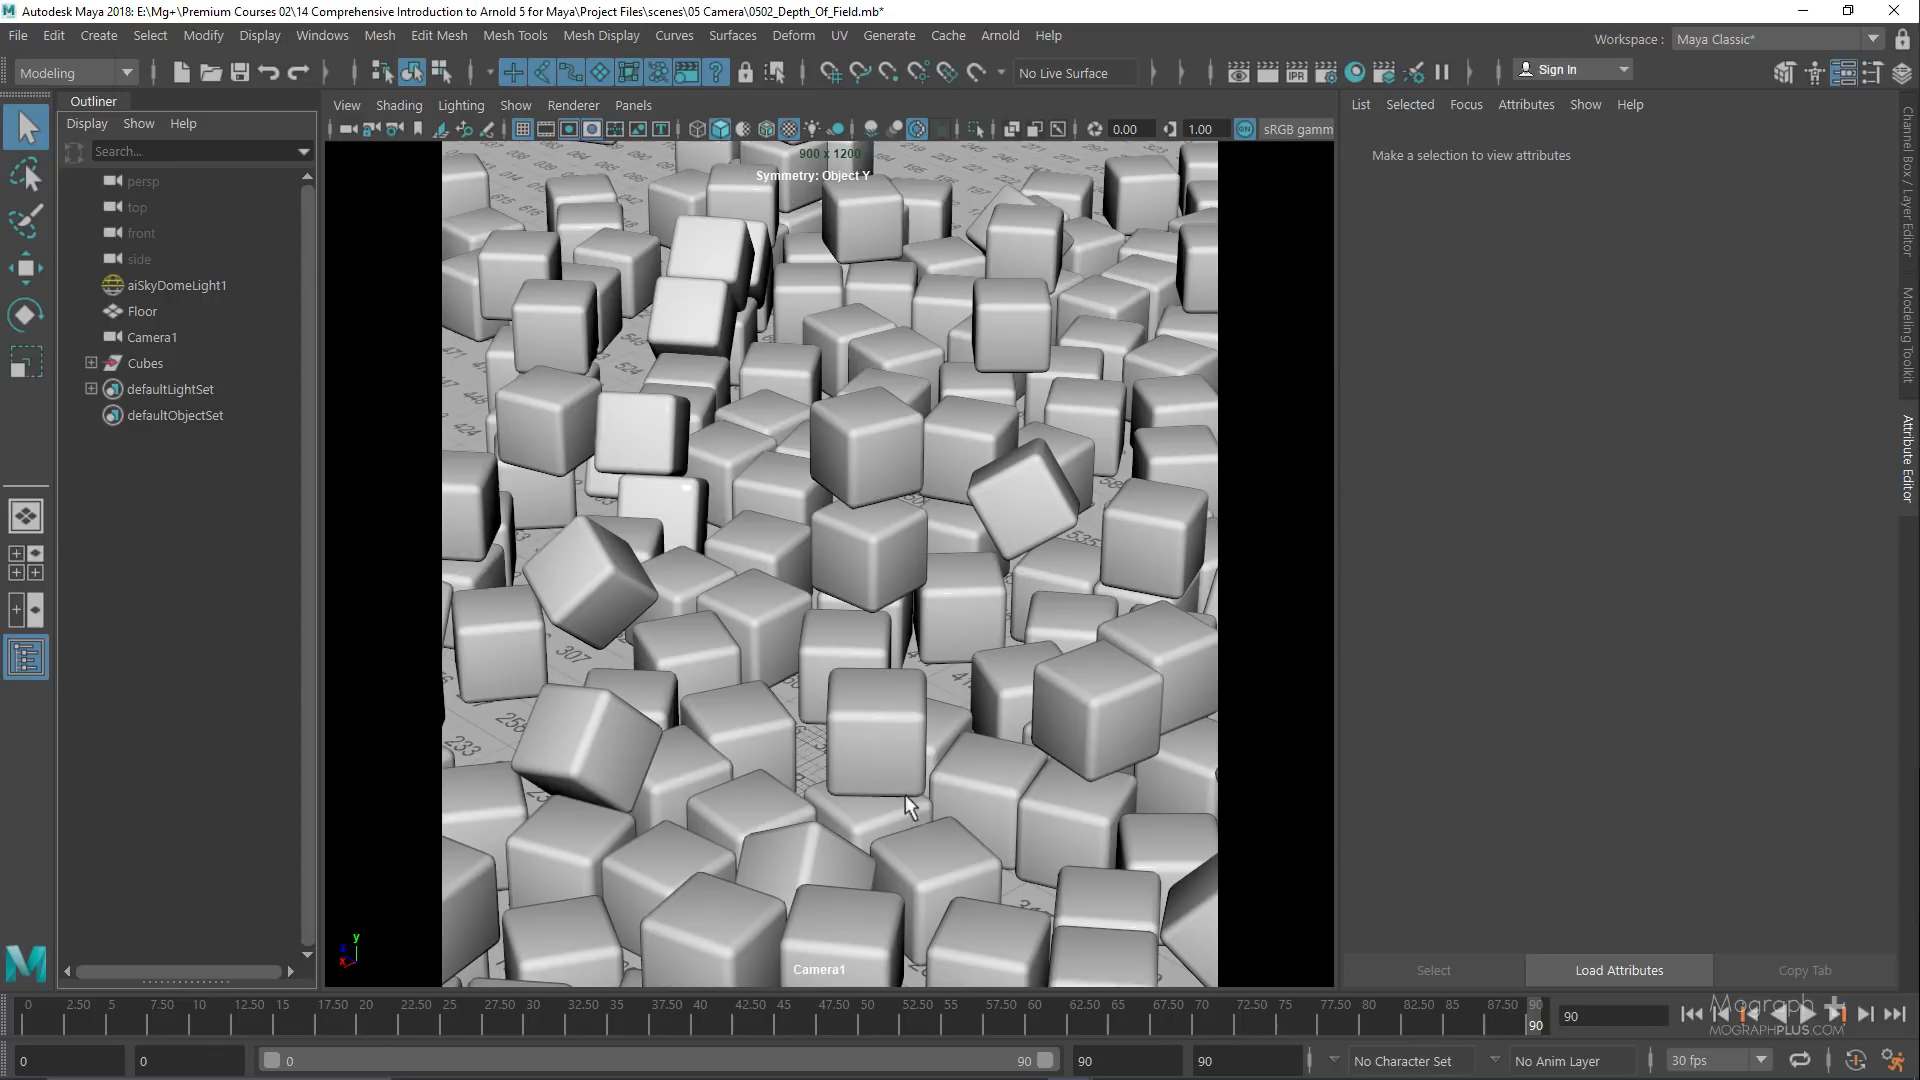 Autodesk Maya 2018: E:\Mg+\Premium Courses 02\14 Comprehensive Introduction to Arnold 5 for Maya\Project Files\scenes\05 Camera\0502_Depth_Of_Field.mb*
File Edit Create Select Modify Display Windows Mesh Edit Mesh Mesh Tools Mesh Display Curves Surfaces Deform UV Generate Cache Arnold Help
Workspace : Maya Classic*
Modeling
No Live Surface
IPR
Sign In
Outliner
Display Show Help
Search...
persp
top
front
side
aiSkyDomeLight1
Floor
Camera1
Cubes
defaultLightSet
defaultObjectSet
View Shading Lighting Show Renderer Panels
0.00 1.00 ON sRGB gamm
900 x 1200
Symmetry: Object Y
307
233
Camera1
y
z
x
List Selected Focus Attributes Show Help
Make a selection to view attributes
Select Load Attributes Copy Tab
Channel Box / Layer Editor
Modeling Toolkit
Attribute Editor
0 2.50 5 7.50 10 12.50 15 17.50 20 22.50 25 27.50 30 32.50 35 37.50 40 42.50 45 47.50 50 52.50 55 57.50 60 62.50 65 67.50 70 72.50 75 77.50 80 82.50 85 87.50 90
90
90
Mograph
MOGRAPHPLUS.COM
0 0 0 90 90 90 No Character Set No Anim Layer 30 fps